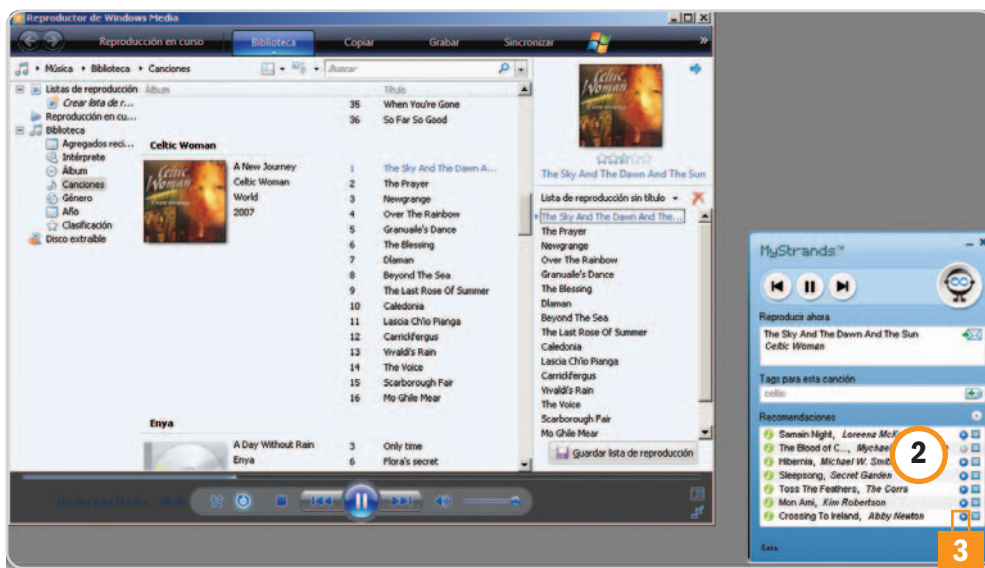 Reproductor de Windows Media
Reproducción en curso
Biblioteca
Copiar
Grabar
Sincronizar
»
Música
Biblioteca
Canciones
Buscar
Listas de reproducción
Crear lista de r...
Reproducción en cu...
Biblioteca
Agregados reci...
Intérprete
Álbum
Canciones
Género
Año
Clasificación
Disco extraíble
Álbum
Título
35 When You're Gone
36 So Far So Good
Celtic Woman
Celtic Woman
A New Journey
Celtic Woman
World
2007
1 The Sky And The Dawn A...
2 The Prayer
3 Newgrange
4 Over The Rainbow
5 Granuaile's Dance
6 The Blessing
7 Dlaman
8 Beyond The Sea
9 The Last Rose Of Summer
10 Caledonia
11 Lascia Ch'io Pianga
12 Carrickfergus
13 Vivaldi's Rain
14 The Voice
15 Scarborough Fair
16 Mo Ghile Mear
Enya
A Day Without Rain
Enya
3 Only time
6 Flora's secret
Celtic Woman
The Sky And The Dawn And The Sun
Lista de reproducción sin título
The Sky And The Dawn And The...
The Prayer
Newgrange
Over The Rainbow
Granuaile's Dance
The Blessing
Dlaman
Beyond The Sea
The Last Rose Of Summer
Caledonia
Lascia Ch'io Pianga
Carrickfergus
Vivaldi's Rain
The Voice
Scarborough Fair
Mo Ghile Mear
Guardar lista de reproducción
MyStrands™
Reproducir ahora
The Sky And The Dawn And The Sun
Celtic Woman
Tags para esta canción
celtic
Recomendaciones
Samain Night, Loreena
The Blood of C..., Mychael
Hibernia, Michael W.
Sleepsong, Secret Garden
Toss The Feathers, The Corrs
Mon Ami, Kim Robertson
Crossing To Ireland, Abby Newton
Beta
2
3